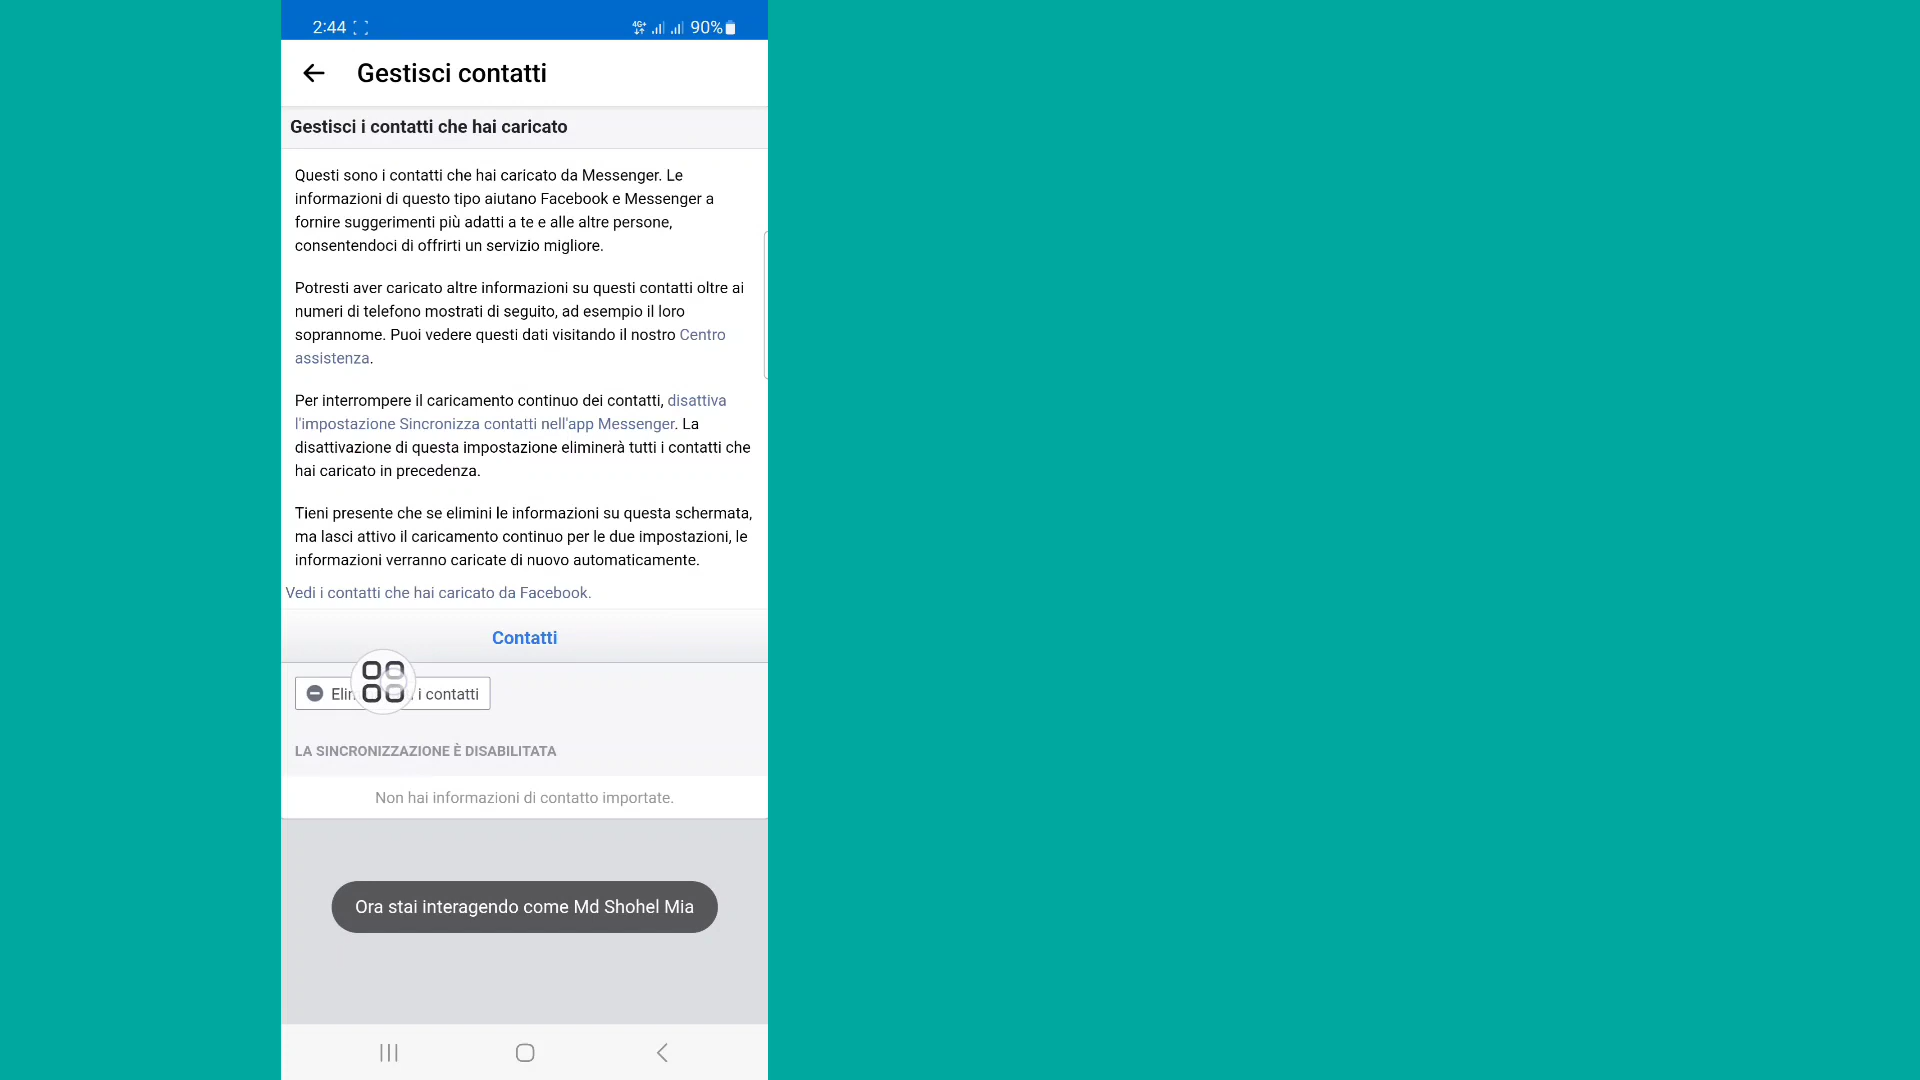 2:44 4G+ 90%
Gestisci contatti
Gestisci i contatti che hai caricato
Questi sono i contatti che hai caricato da Messenger. Le
informazioni di questo tipo aiutano Facebook e Messenger a
fornire suggerimenti più adatti a te e alle altre persone,
consentendoci di offrirti un servizio migliore.
Potresti aver caricato altre informazioni su questi contatti oltre ai
numeri di telefono mostrati di seguito, ad esempio il loro
soprannome. Puoi vedere questi dati visitando il nostro Centro
assistenza.
Per interrompere il caricamento continuo dei contatti, disattiva
l'impostazione Sincronizza contatti nell'app Messenger. La
disattivazione di questa impostazione eliminerà tutti i contatti che
hai caricato in precedenza.
Tieni presente che se elimini le informazioni su questa schermata,
ma lasci attivo il caricamento continuo per le due impostazioni, le
informazioni verranno caricate di nuovo automaticamente.
Vedi i contatti che hai caricato da Facebook.
Contatti
i contatti
LA SINCRONIZZAZIONE È DISABILITATA
Non hai informazioni di contatto importate.
Ora stai interagendo come Md Shohel Mia